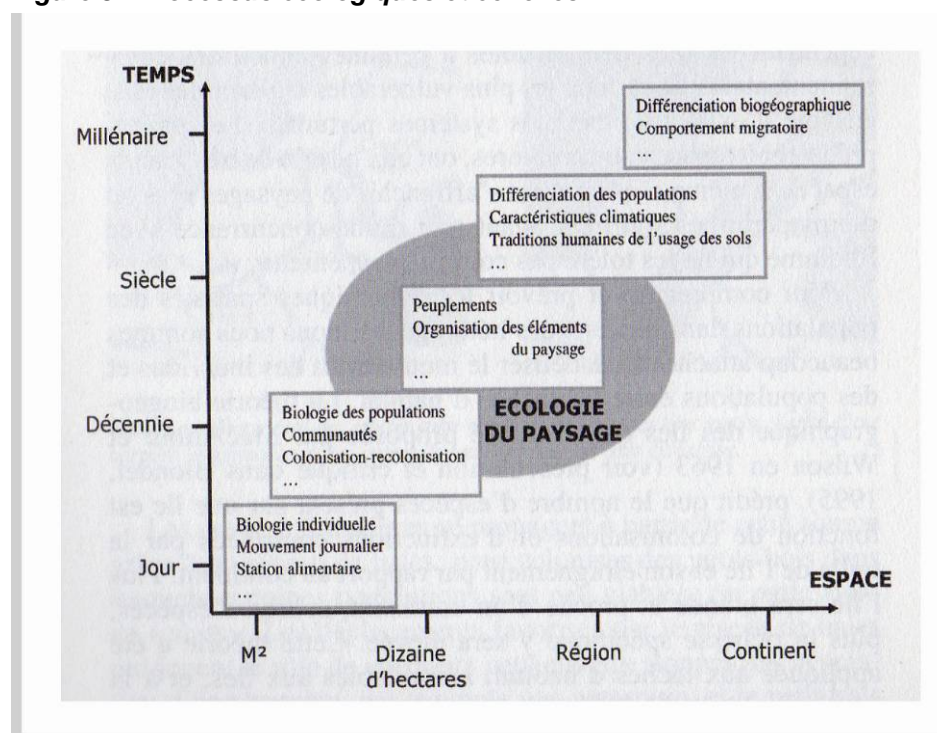 TEMPS
Millénaire
Différenciation biogéographique
Comportement migratoire
Différenciation des populations
Caractéristiques climatiques
Traditions humaines de l'usage des sols
...
Siècle
Peuplements
Organisation des éléments
du paysage
...
Décennie
Biologie des populations
Communautés
Colonisation-recolonisation
...
ECOLOGIE
DU PAYSAGE
Biologie individuelle
Mouvement journalier
Station alimentaire
...
Jour
ESPACE
M²
Dizaine
d'hectares
Région
Continent